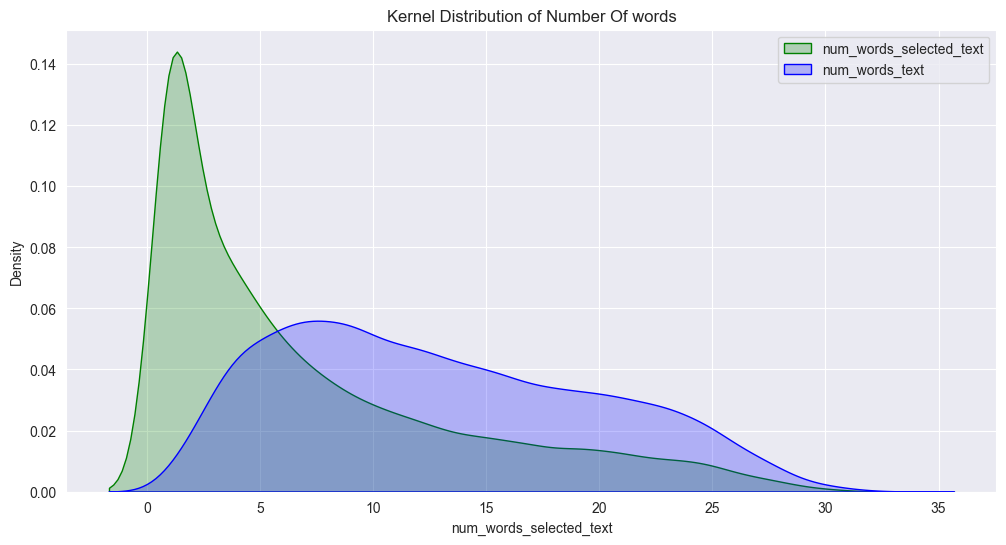 Kernel Distribution of Number Of words
num_words_selected_text
num_words_text
Density
0.14
0.12
0.10
0.08
0.06
0.04
0.02
0.00
0 5 10 15 20 25 30 35
num_words_selected_text